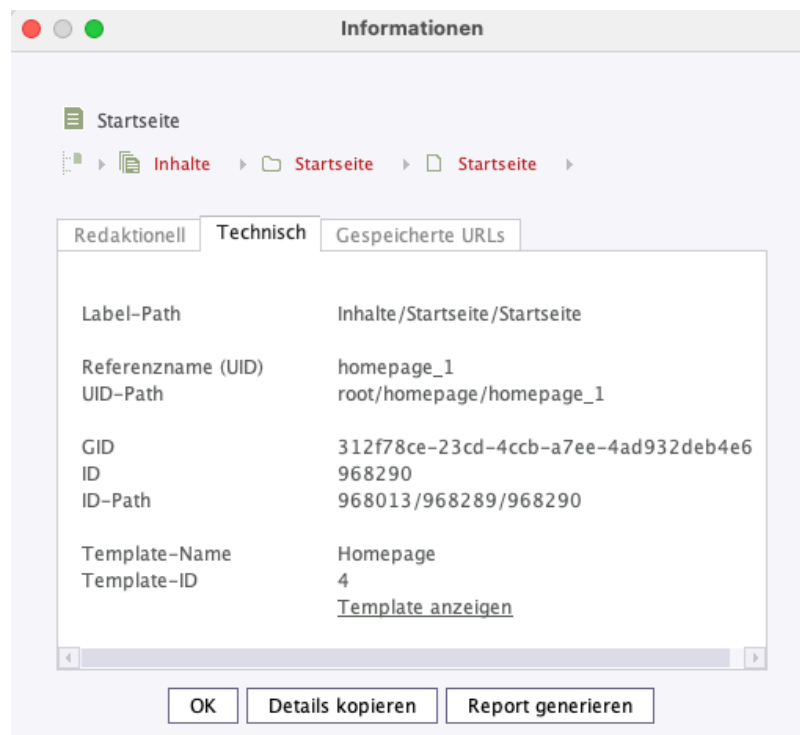 Informationen
Startseite
Inhalte Startseite Startseite
Redaktionell Technisch Gespeicherte URLs
Label-Path Inhalte/Startseite/Startseite
Referenzname (UID) homepage_1
UID-Path root/homepage/homepage_1
GID 312f78ce-23cd-4ccb-a7ee-4ad932deb4e6
ID 968290
ID-Path 968013/968289/968290
Template-Name Homepage
Template-ID 4
Template anzeigen
OK Details kopieren Report generieren